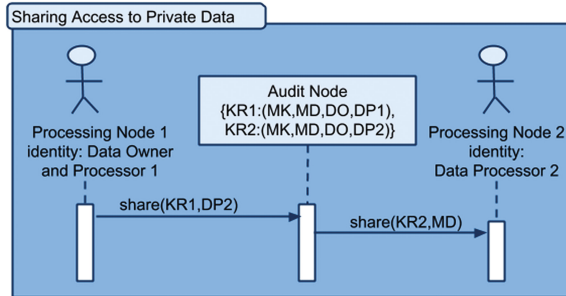 Sharing Access to Private Data
Processing Node 1
identity: Data Owner
and Processor 1
Audit Node
{KR1:(MK,MD,DO,DP1),
KR2:(MK,MD,DO,DP2)}
Processing Node 2
identity:
Data Processor 2
share(KR1,DP2)
share(KR2,MD)